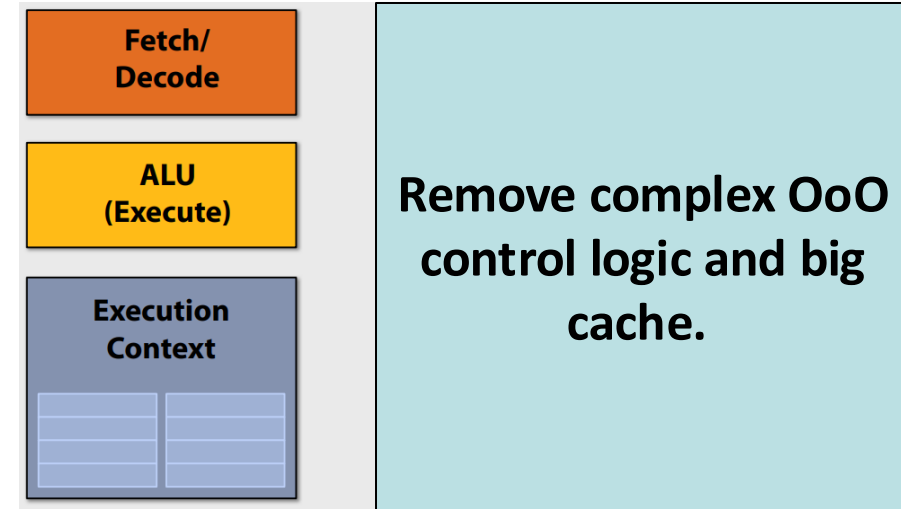 Fetch/
Decode
ALU
(Execute)
Execution
Context
Remove complex OoO
control logic and big
cache.